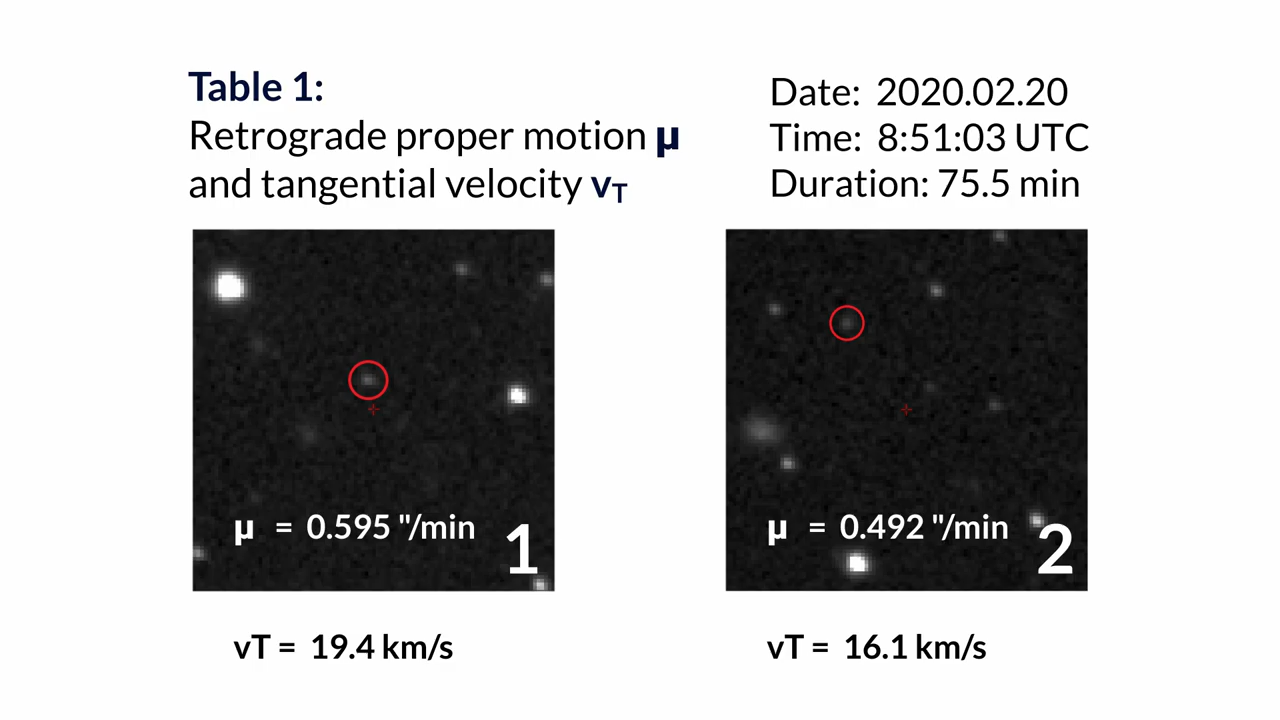 Table 1:
Retrograde proper motion μ
and tangential velocity vT
Date: 2020.02.20
Time: 8:51:03 UTC
Duration: 75.5 min
μ = 0.595 "/min
1
vT = 19.4 km/s
μ = 0.492 "/min
2
vT = 16.1 km/s